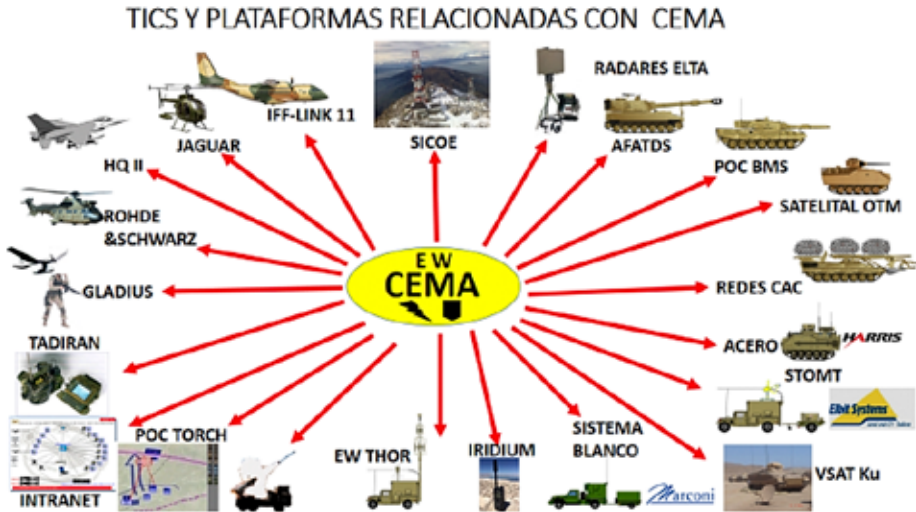 TICS Y PLATAFORMAS RELACIONADAS CON CEMA
RADARES ELTA
IFF-LINK 11
JAGUAR
SICOE
AFATDS
POC BMS
HQ II
SATELITAL OTM
ROHDE
&SCHWARZ
E W
CEMA
GLADIUS
REDES CAC
TADIRAN
ACERO
HARRIS
STOMT
Elbit Systems
POC TORCH
EW THOR
IRIDIUM
SISTEMA
BLANCO
Marconi
VSAT Ku
INTRANET